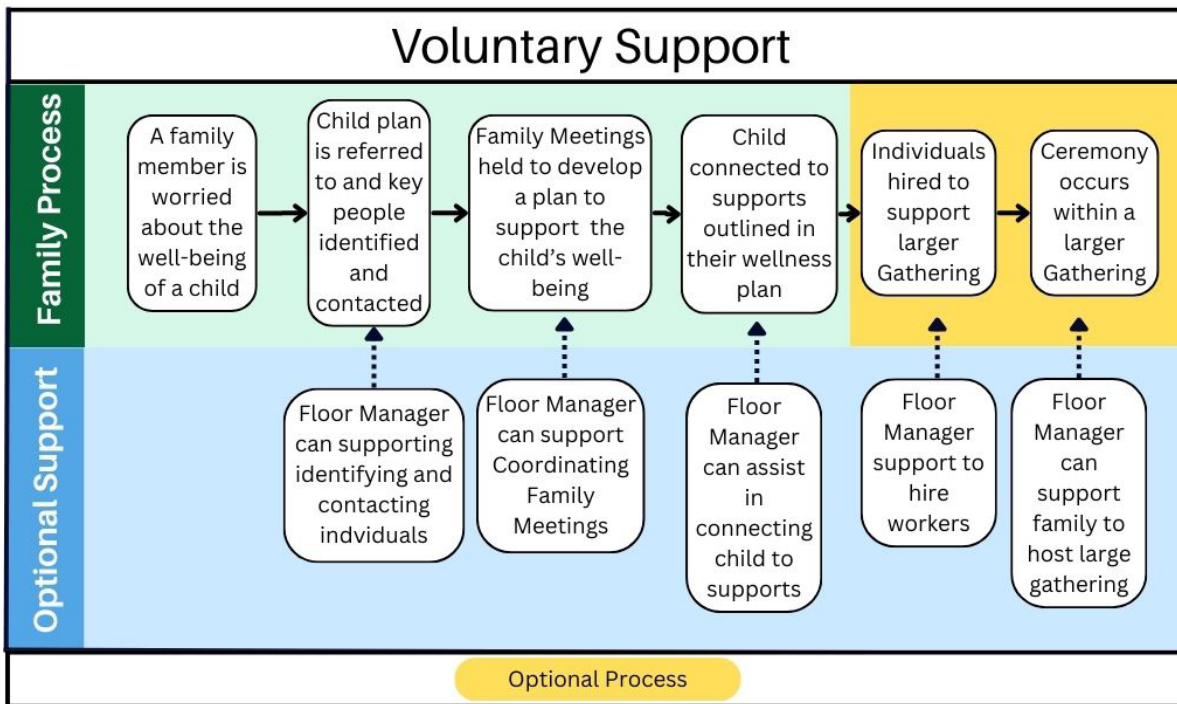 Voluntary Support
Family Process
A family
member is
worried
about the
well-being
of a child
Child plan
is referred
to and key
people
identified
and
contacted
Family Meetings
held to develop
a plan to
support the
child's well-
being
Child
connected to
supports
outlined in
their wellness
plan
Individuals
hired to
support
larger
Gathering
Ceremony
occurs
within a
larger
Gathering
Optional Support
Floor Manager
can supporting
identifying and
contacting
indviduals
Floor Manager
can support
Coordinating
Family
Meetings
Floor
Manager
can assist
in
connecting
child to
supports
Floor
Manager
support to
hire
workers
Floor
Manager
can
support
family to
host large
gathering
Optional Process